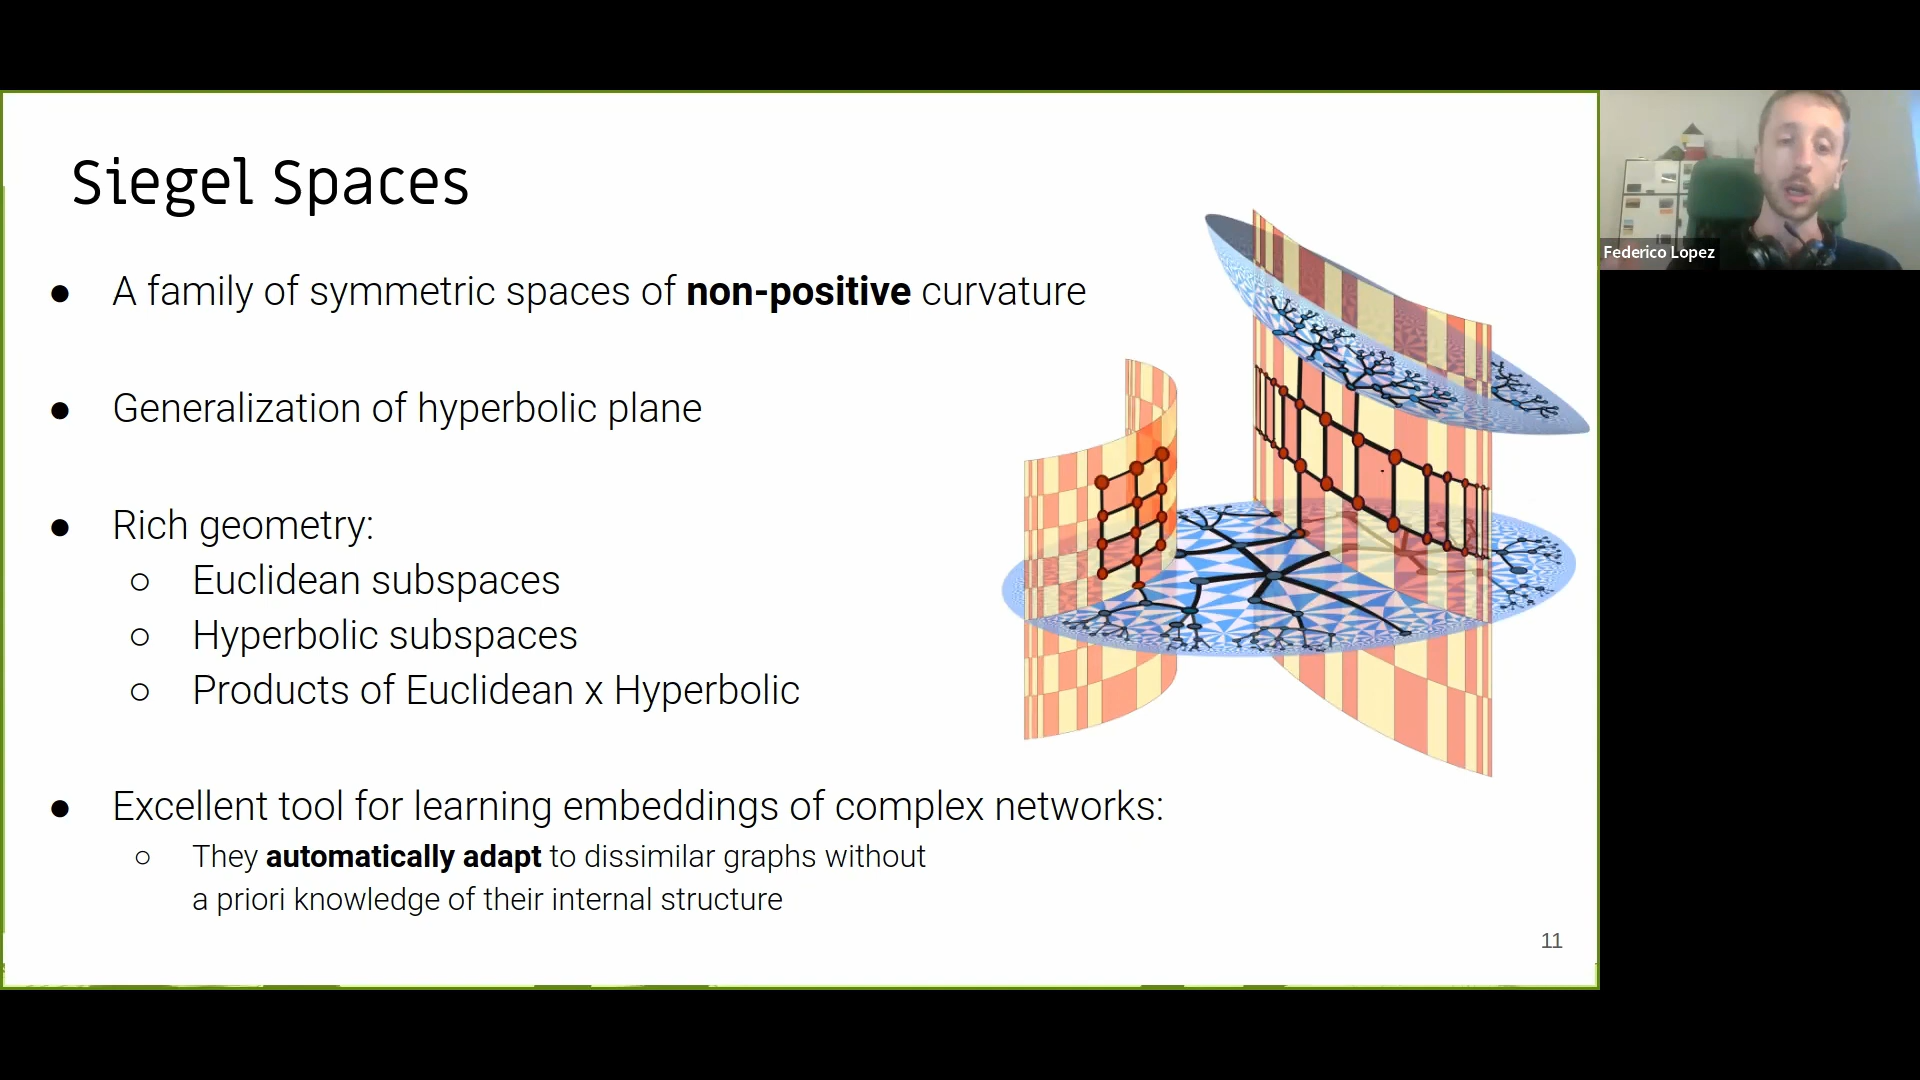 Siegel Spaces
● A family of symmetric spaces of non-positive curvature
● Generalization of hyperbolic plane
● Rich geometry:
○ Euclidean subspaces
○ Hyperbolic subspaces
○ Products of Euclidean x Hyperbolic
● Excellent tool for learning embeddings of complex networks:
○ They automatically adapt to dissimilar graphs without
a priori knowledge of their internal structure
11
Federico Lopez